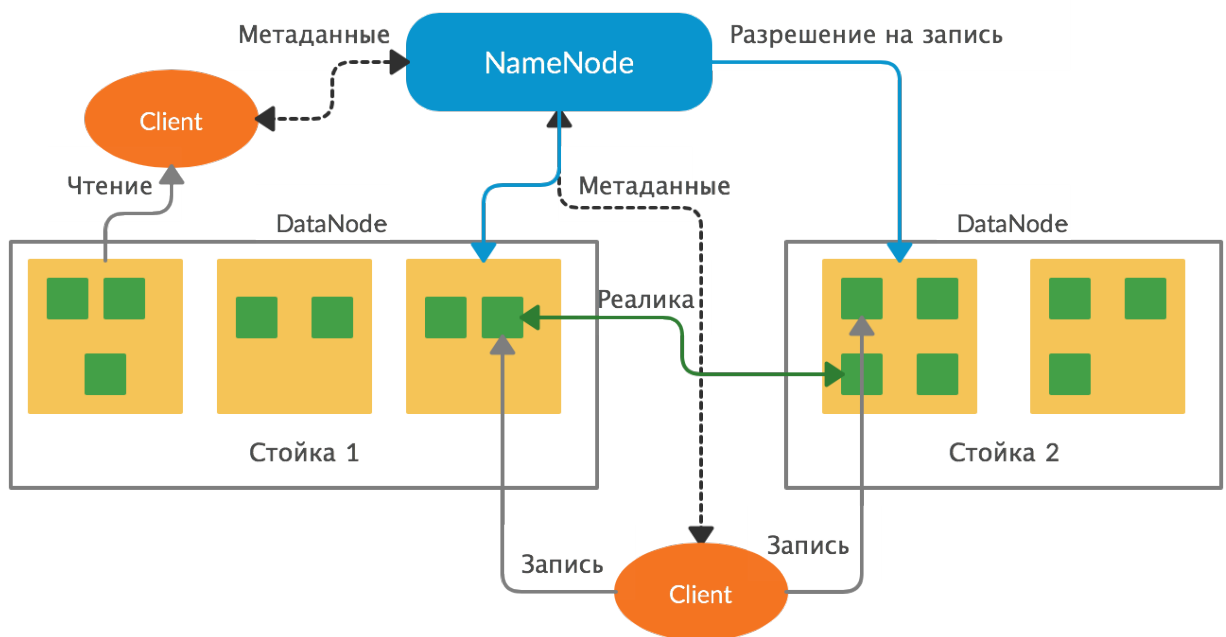 Метаданные
NameNode
Разрешение на запись
Client
Чтение
Метаданные
DataNode
DataNode
Реалика
Стойка 1
Стойка 2
Запись
Запись
Client